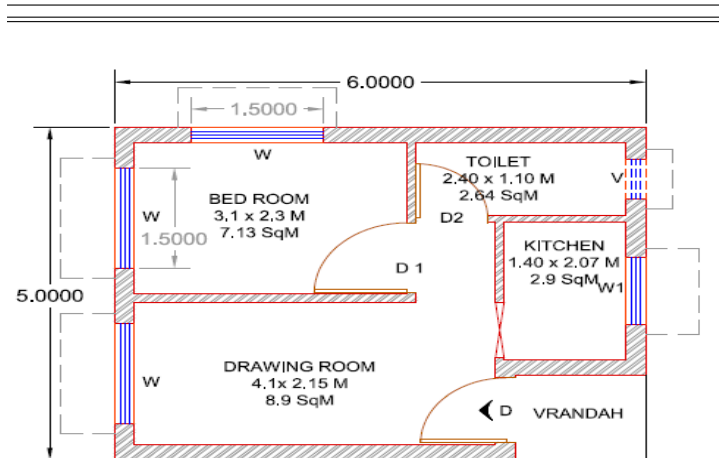 6.0000
1.5000
W
TOILET
2.40 x 1.10 M
2.64 SqM
V
BED ROOM
3,1 x 2,3 M
7.13 SqM
W
1.5000
D2
KITCHEN
1.40 x 2.07 M
2.9 SqM
W1
D 1
5.0000
DRAWING ROOM
4.1x 2.15 M
8.9 SqM
W
D
VRANDAH